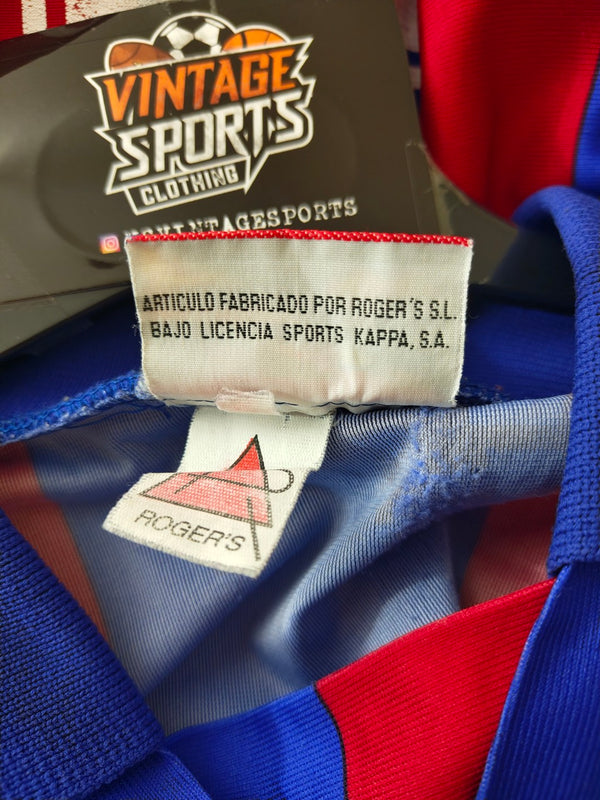 VINTAGE
SPORTS
CLOTHING
ARTICULO FABRICADO POR ROGER'S S.L.
BAJO LICENCIA SPORTS KAPPA, S.A.
ROGER'S